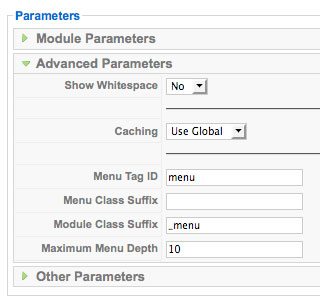 Parameters
Module Parameters
Advanced Parameters
Show Whitespace No
Caching Use Global
Menu Tag ID menu
Menu Class Suffix
Module Class Suffix _menu
Maximum Menu Depth 10
Other Parameters